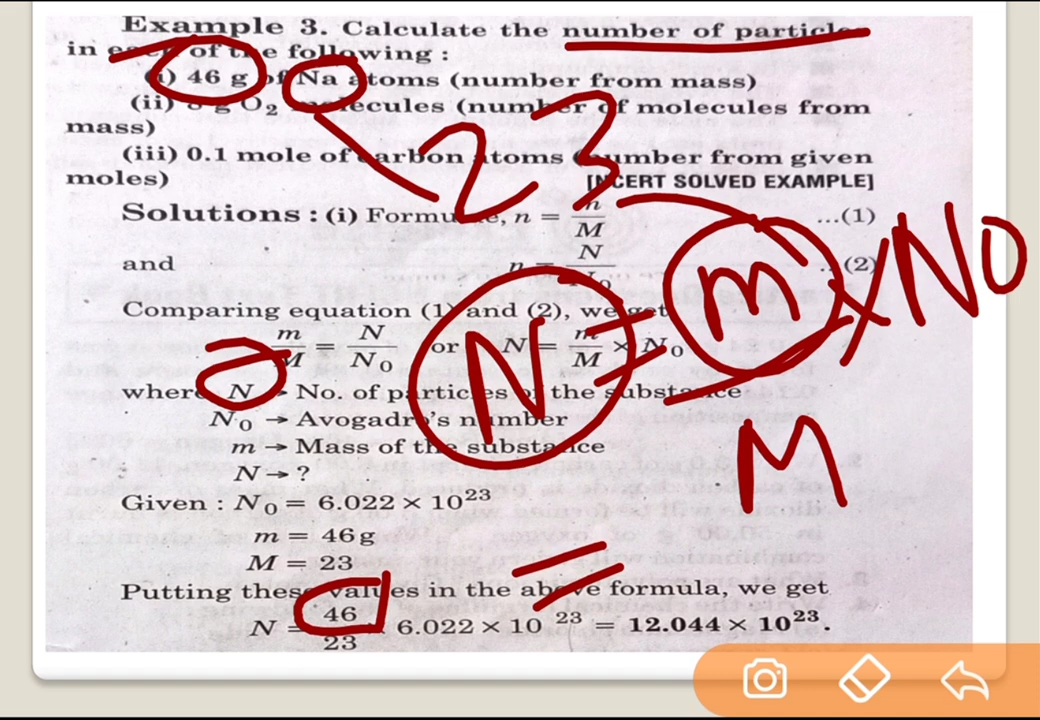 Example 3. Calculate the number of particle
in each of the following :
(i) 46 g of Na atoms (number from mass)
(ii) 8 g O2 molecules (number of molecules from
mass)
(iii) 0.1 mole of carbon atoms (number from given
moles)
[NCERT SOLVED EXAMPLE]
23
Solutions : (i) Formulae, n = m/M ...(1)
and n = N/N0 ...(2)
Comparing equation (1) and (2), we get
m/M = N/N0 or N = m/M × N0
N = m/M × NO
where N → No. of particles of the substance
N0 → Avogadro's number
m → Mass of the substance
N → ?
Given : N0 = 6.022 × 10^23
m = 46g
M = 23
Putting these values in the above formula, we get
N = 46/23 6.022 × 10^23 = 12.044 × 10^23.